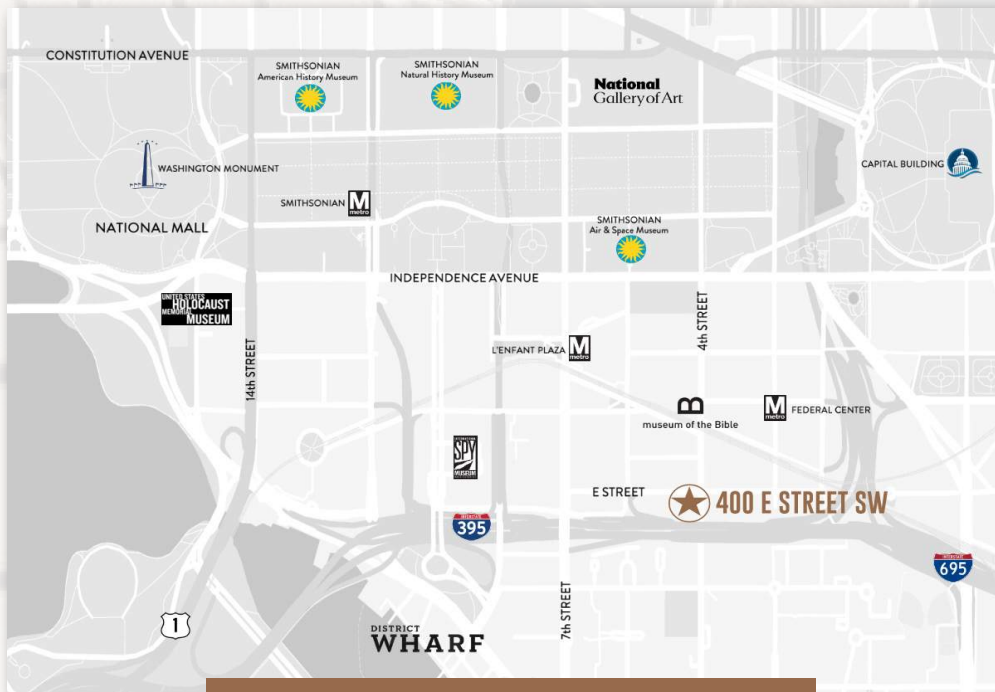 CONSTITUTION AVENUE
SMITHSONIAN
American History Museum
SMITHSONIAN
Natural History Museum
National
Gallery of Art
WASHINGTON MONUMENT
CAPITAL BUILDING
SMITHSONIAN
M
metro
NATIONAL MALL
SMITHSONIAN
Air & Space Museum
INDEPENDENCE AVENUE
UNITED STATES
HOLOCAUST
MEMORIAL
MUSEUM
14th STREET
4th STREET
L'ENFANT PLAZA
M
metro
B
museum of the Bible
M
metro
FEDERAL CENTER
INTERNATIONAL
SPY
MUSEUM
E STREET
400 E STREET SW
INTERSTATE
395
INTERSTATE
695
7th STREET
1
DISTRICT
WHARF